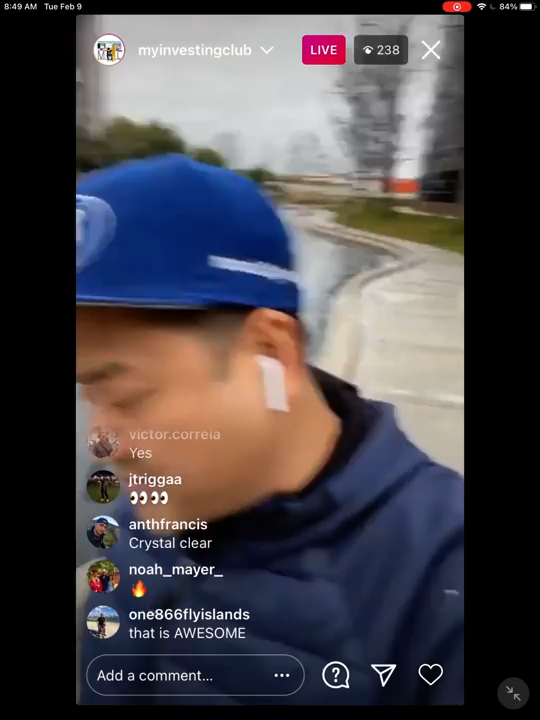 8:49 AM Tue Feb 9
84%
myinvestingclub
LIVE
238
victor.correia
Yes
jtriggaa
👀👀
anthfrancis
Crystal clear
noah_mayer_
🔥
one866flyislands
that is AWESOME
Add a comment...